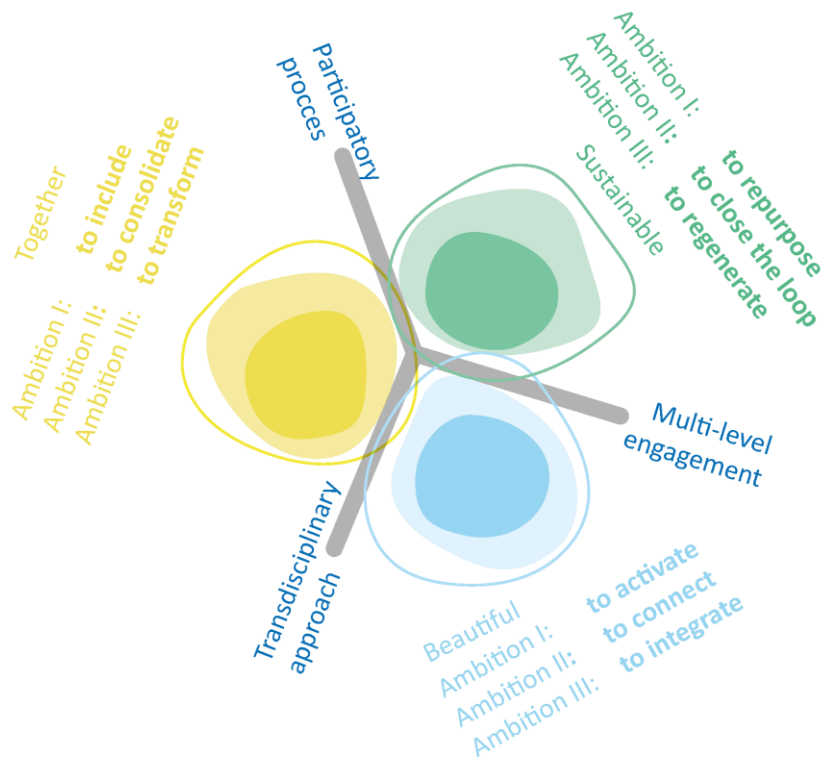 Participatory
procces
Together
Ambition I: to include
Ambition II: to consolidate
Ambition III: to transform
Ambition I: to repurpose
Ambition II: to close the loop
Ambition III: to regenerate
Sustainable
Multi-level
engagement
Transdisciplinary
approach
Beautiful
Ambition I: to activate
Ambition II: to connect
Ambition III: to integrate